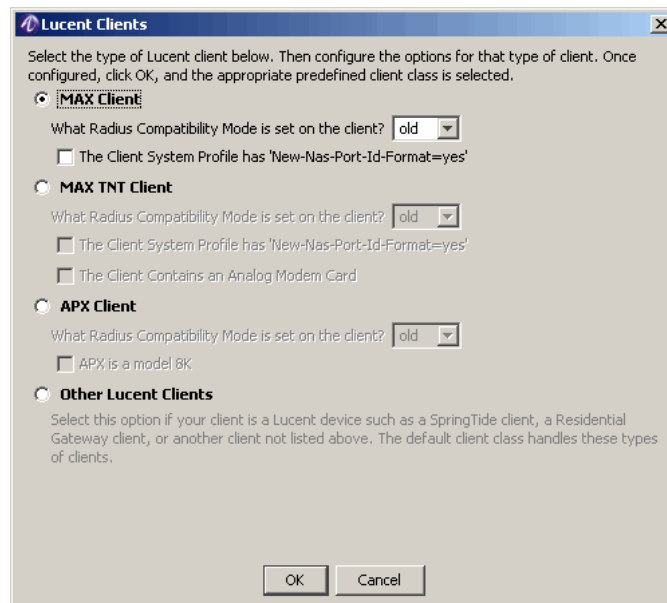 Lucent Clients
Select the type of Lucent client below. Then configure the options for that type of client. Once
configured, click OK, and the appropriate predefined client class is selected.
MAX Client
What Radius Compatibility Mode is set on the client? old
The Client System Profile has 'New-Nas-Port-Id-Format=yes'
MAX TNT Client
What Radius Compatibility Mode is set on the client? old
The Client System Profile has 'New-Nas-Port-Id-Format=yes'
The Client Contains an Analog Modem Card
APX Client
What Radius Compatibility Mode is set on the client? old
APX is a model 8K
Other Lucent Clients
Select this option if your client is a Lucent device such as a SpringTide client, a Residential
Gateway client, or another client not listed above. The default client class handles these types
of clients.
OK Cancel